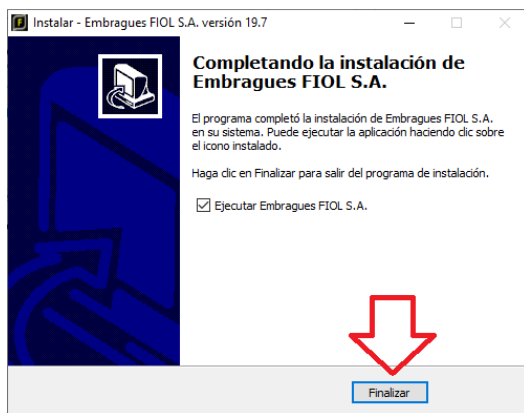 Instalar - Embragues FIOL S.A. versión 19.7
Completando la instalación de
Embragues FIOL S.A.
El programa completó la instalación de Embragues FIOL S.A.
en su sistema. Puede ejecutar la aplicación haciendo clic sobre
el icono instalado.
Haga clic en Finalizar para salir del programa de instalación.
Ejecutar Embragues FIOL S.A.
Finalizar